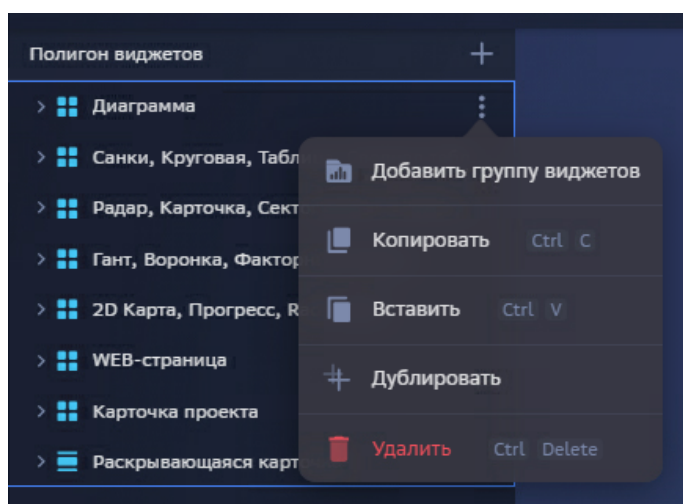 Полигон виджетов
Диаграмма
Санки, Круговая, Табл
Радар, Карточка, Сект
Гант, Воронка, Фактор
2D Карта, Прогресс, R
WEB-страница
Карточка проекта
Раскрывающаяся карт
Добавить группу виджетов
Копировать Ctrl C
Вставить Ctrl V
Дублировать
Удалить Ctrl Delete